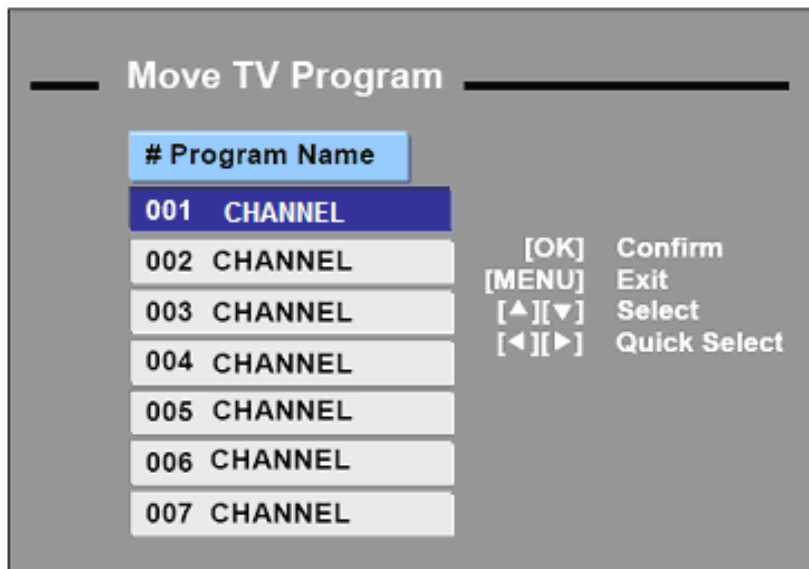 Move TV Program
# Program Name
001 CHANNEL
002 CHANNEL
003 CHANNEL
004 CHANNEL
005 CHANNEL
006 CHANNEL
007 CHANNEL
[OK] Confirm
[MENU] Exit
[▲][▼] Select
[◀][▶] Quick Select